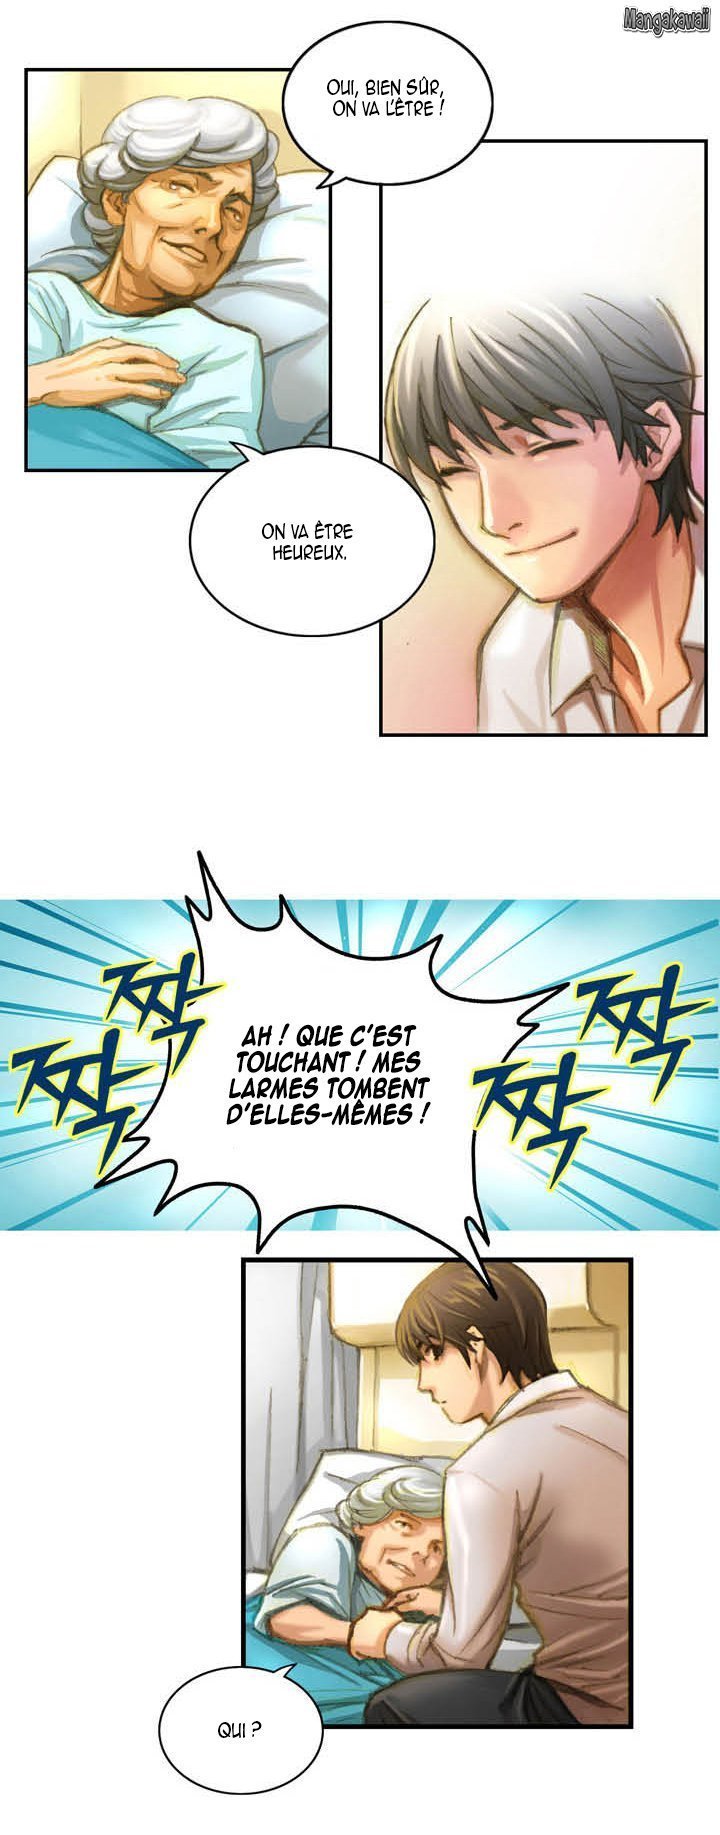 Mangakawaii
OUI, BIEN SÛR,
ON VA L'ÊTRE !
ON VA ÊTRE
HEUREUX.
짝
짝
AH ! QUE C'EST
TOUCHANT ! MES
LARMES TOMBENT
D'ELLES-MÊMES !
짝
짝
QUI ?